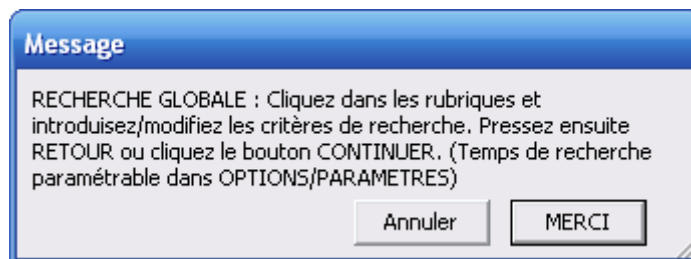 Message
RECHERCHE GLOBALE : Cliquez dans les rubriques et
introduisez/modifiez les critères de recherche. Pressez ensuite
RETOUR ou cliquez le bouton CONTINUER. (Temps de recherche
paramétrable dans OPTIONS/PARAMETRES)
Annuler MERCI